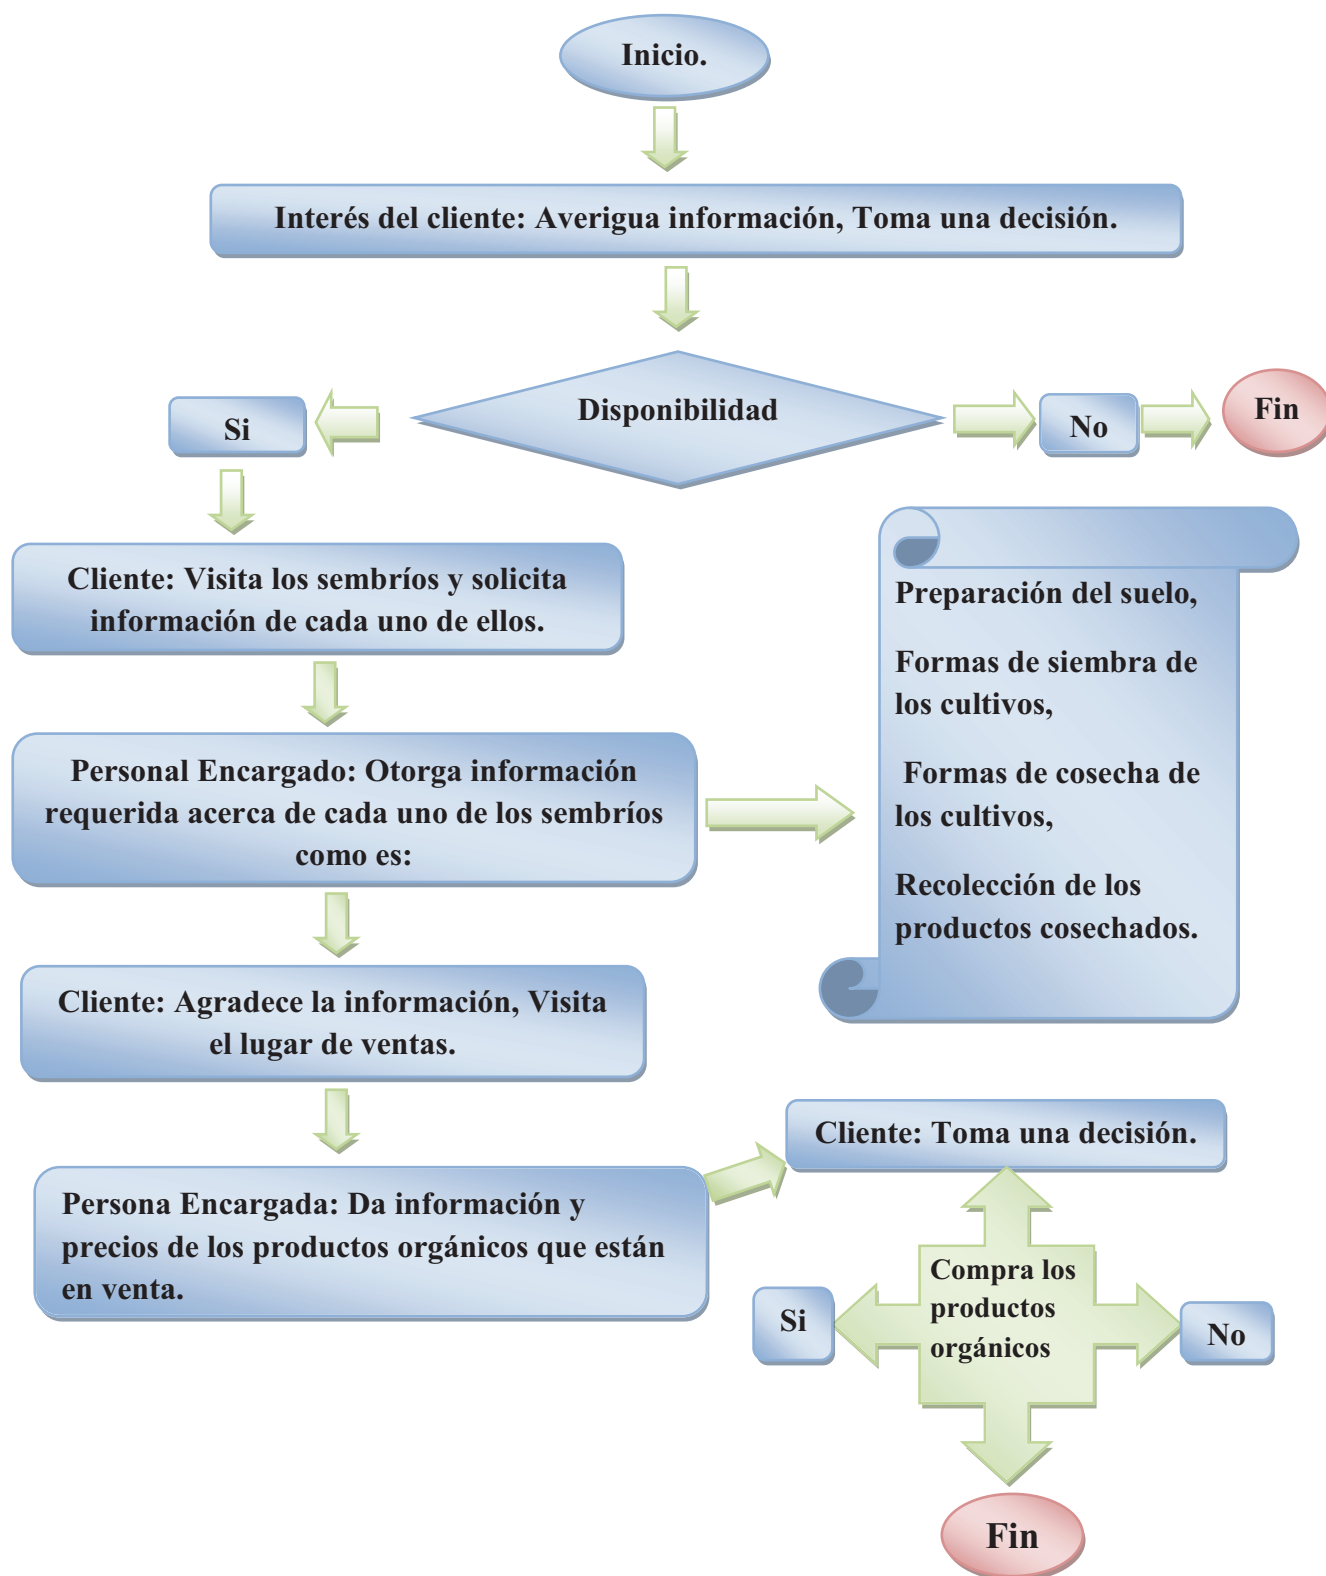 Inicio.
Interés del cliente: Averigua información, Toma una decisión.
Disponibilidad
Si
No
Fin
Cliente: Visita los sembríos y solicita
información de cada uno de ellos.
Personal Encargado: Otorga información
requerida acerca de cada uno de los sembríos
como es:
Preparación del suelo,
Formas de siembra de
los cultivos,
Formas de cosecha de
los cultivos,
Recolección de los
productos cosechados.
Cliente: Agradece la información, Visita
el lugar de ventas.
Persona Encargada: Da información y
precios de los productos orgánicos que están
en venta.
Cliente: Toma una decisión.
Compra los
productos
orgánicos
Si
No
Fin